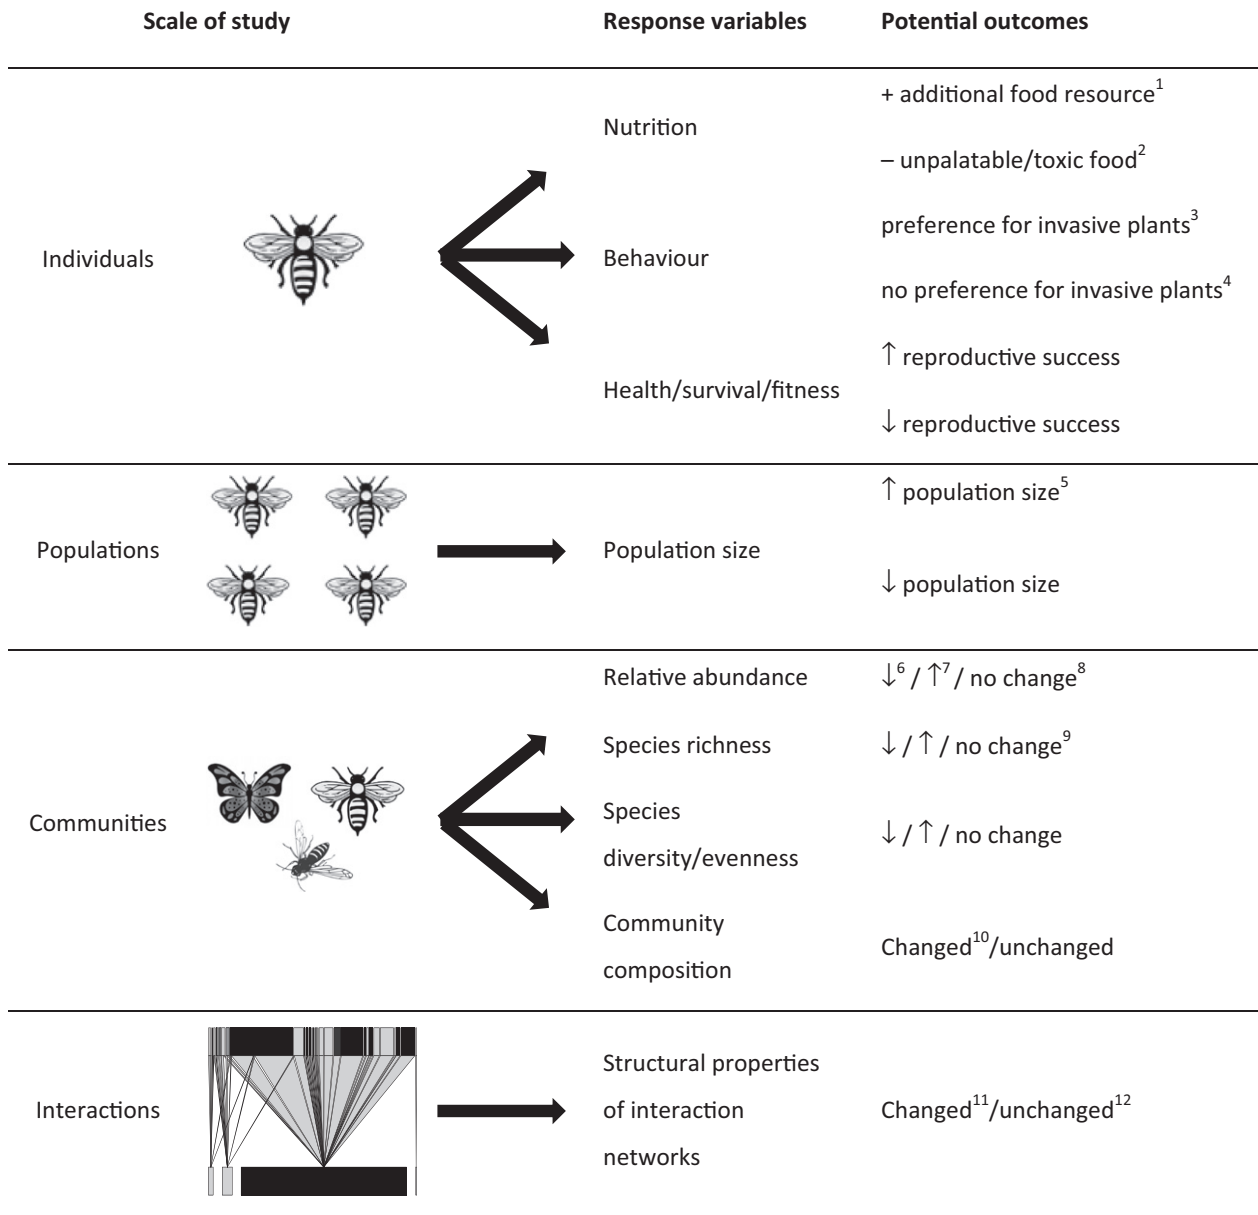 Scale of study Response variables Potential outcomes
+ additional food resource1
Nutrition
– unpalatable/toxic food2
preference for invasive plants3
Individuals Behaviour
no preference for invasive plants4
↑ reproductive success
Health/survival/fitness
↓ reproductive success
↑ population size5
Populations Population size
↓ population size
Relative abundance ↓6 / ↑7 / no change8
Species richness ↓ / ↑ / no change9
Communities
Species
diversity/evenness
↓ / ↑ / no change
Community
composition
Changed10/unchanged
Interactions
Structural properties
of interaction
networks
Changed11/unchanged12